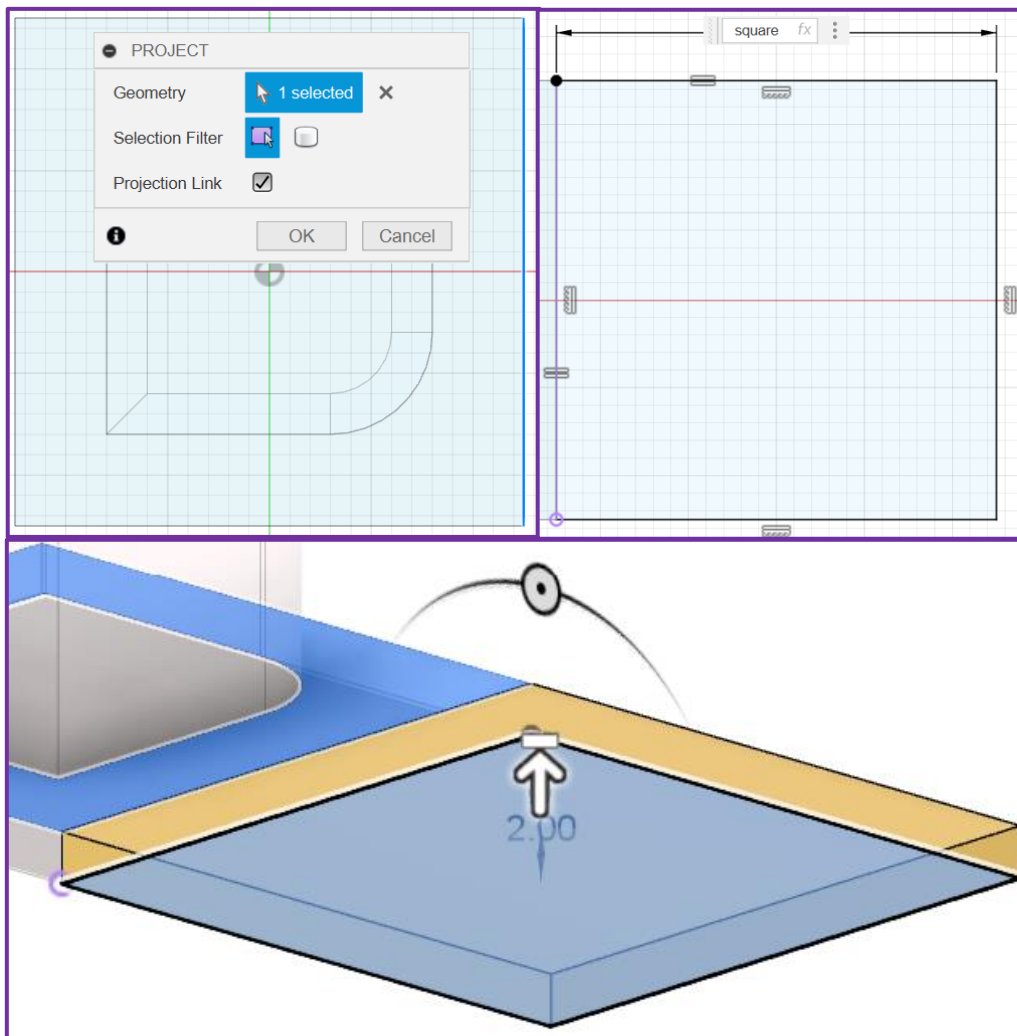 PROJECT
Geometry 1 selected
Selection Filter
Projection Link
OK Cancel
square fx
2.00